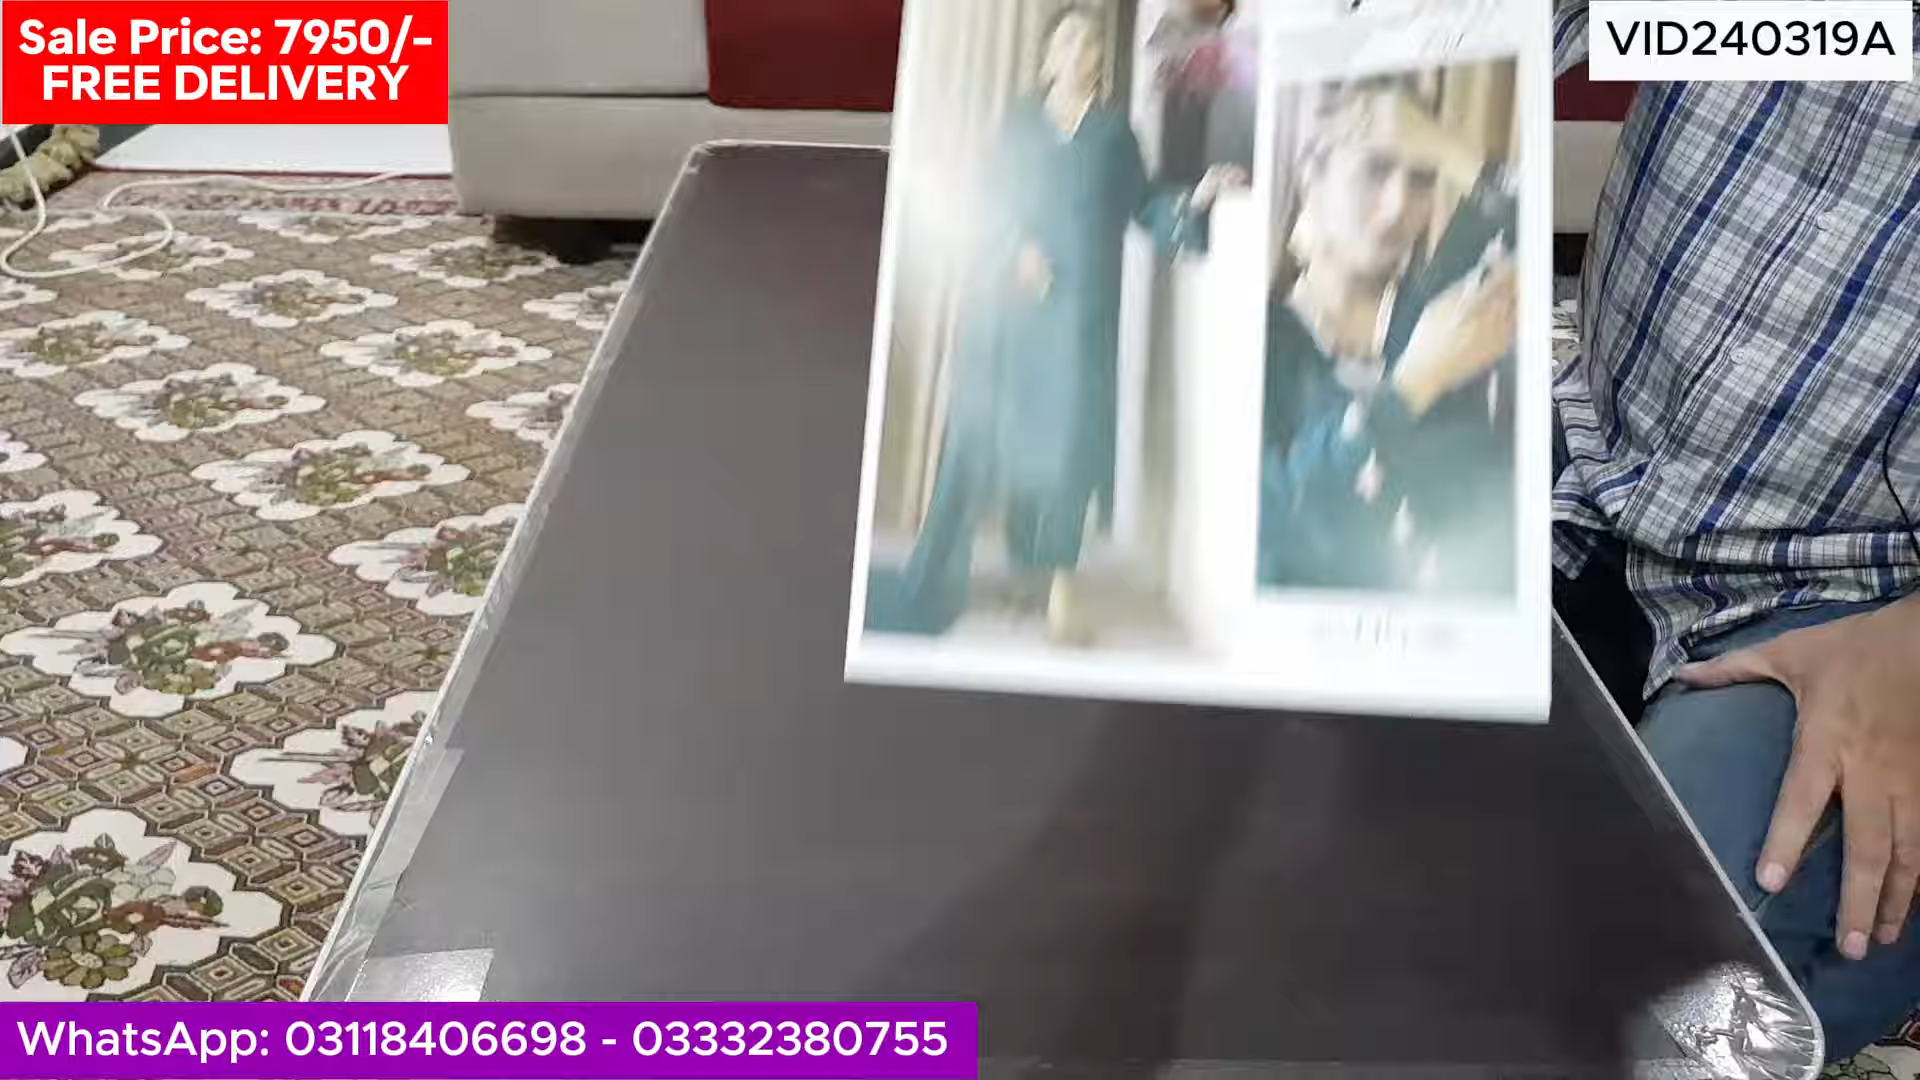 Sale Price: 7950/-
FREE DELIVERY
VID240319A
WhatsApp: 03118406698 - 03332380755